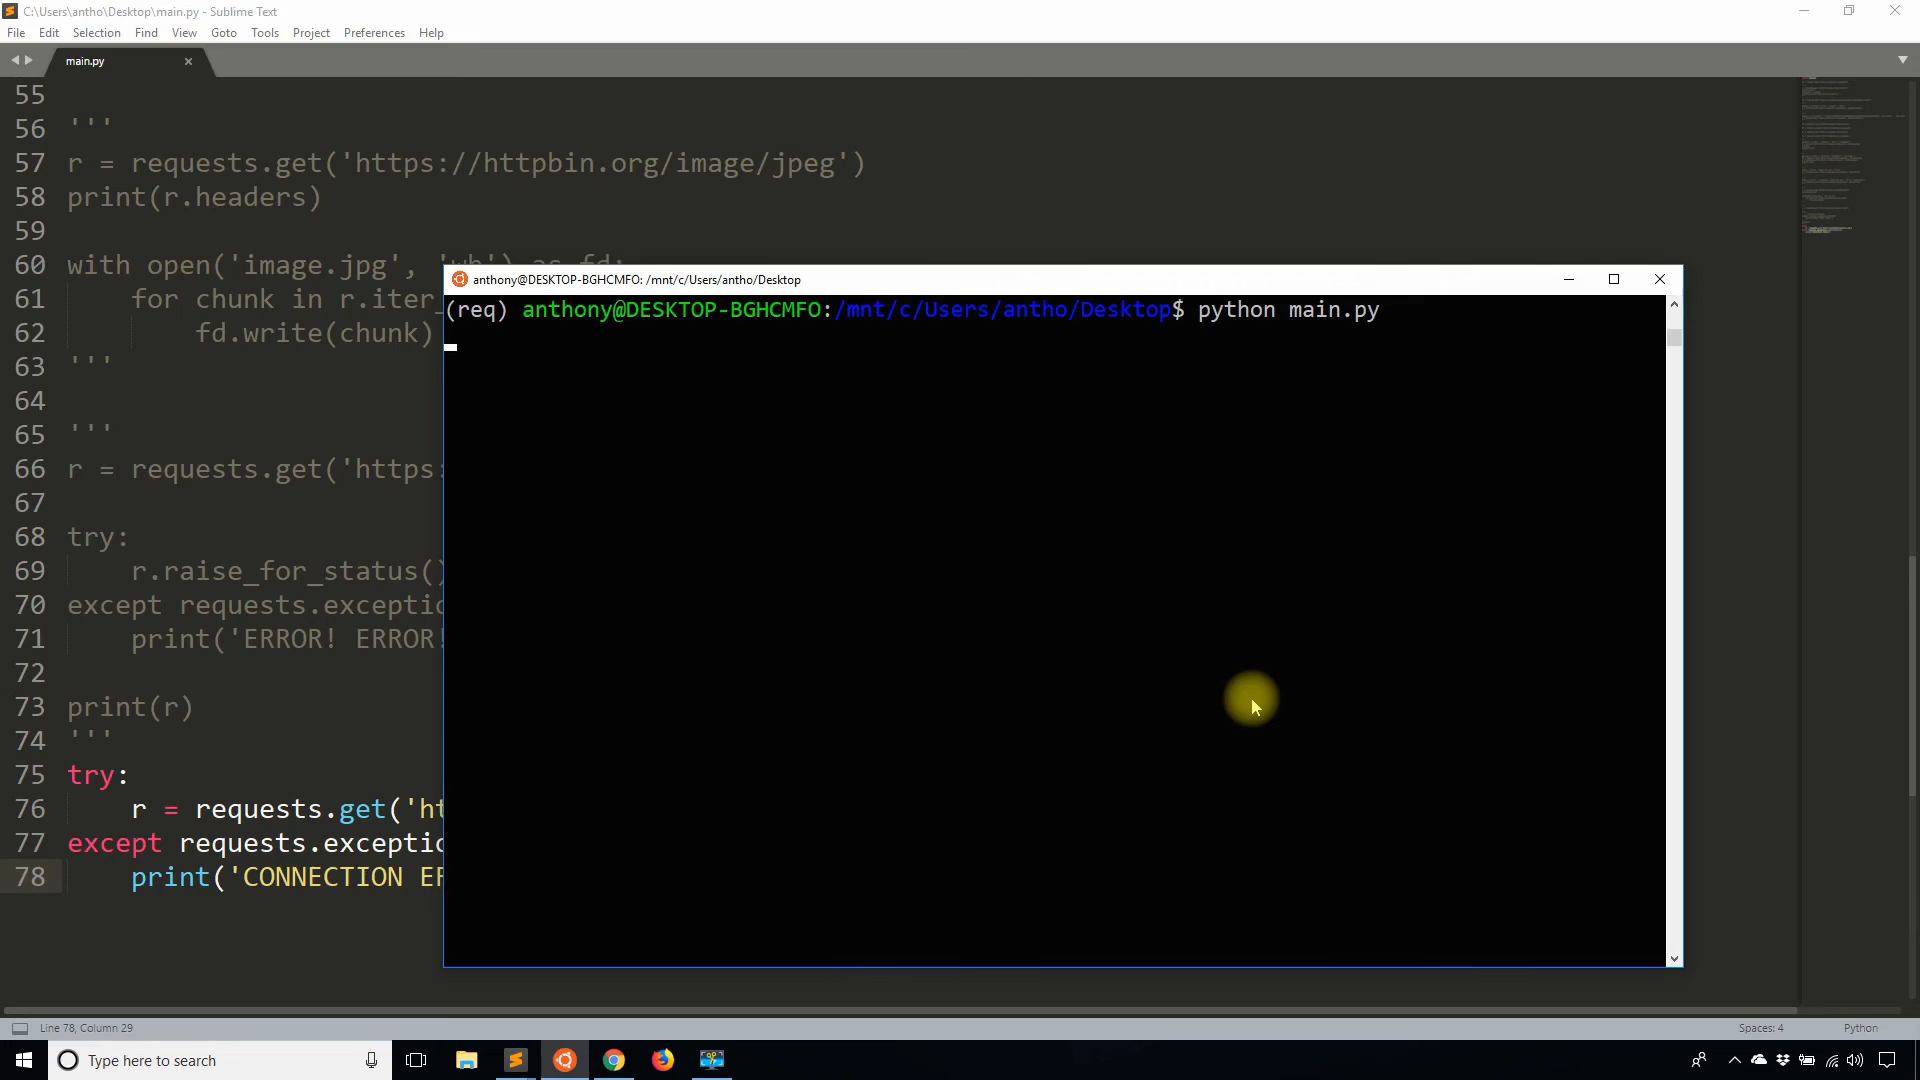 C:\Users\antho\Desktop\main.py - Sublime Text
File Edit Selection Find View Goto Tools Project Preferences Help
main.py
55
56 '''
57 r = requests.get('https://httpbin.org/image/jpeg')
58 print(r.headers)
59
60 with open('image.jpg', 'wb') as fd:
61 for chunk in r.iter_
62 fd.write(chunk)
63 '''
64
65 '''
66 r = requests.get('https:
67
68 try:
69 r.raise_for_status()
70 except requests.exceptio
71 print('ERROR! ERROR!
72
73 print(r)
74 '''
75 try:
76 r = requests.get('ht
77 except requests.exceptio
78 print('CONNECTION ER
anthony@DESKTOP-BGHCMFO: /mnt/c/Users/antho/Desktop
(req) anthony@DESKTOP-BGHCMFO:/mnt/c/Users/antho/Desktop$ python main.py
Line 78, Column 29
Spaces: 4
Python
Type here to search